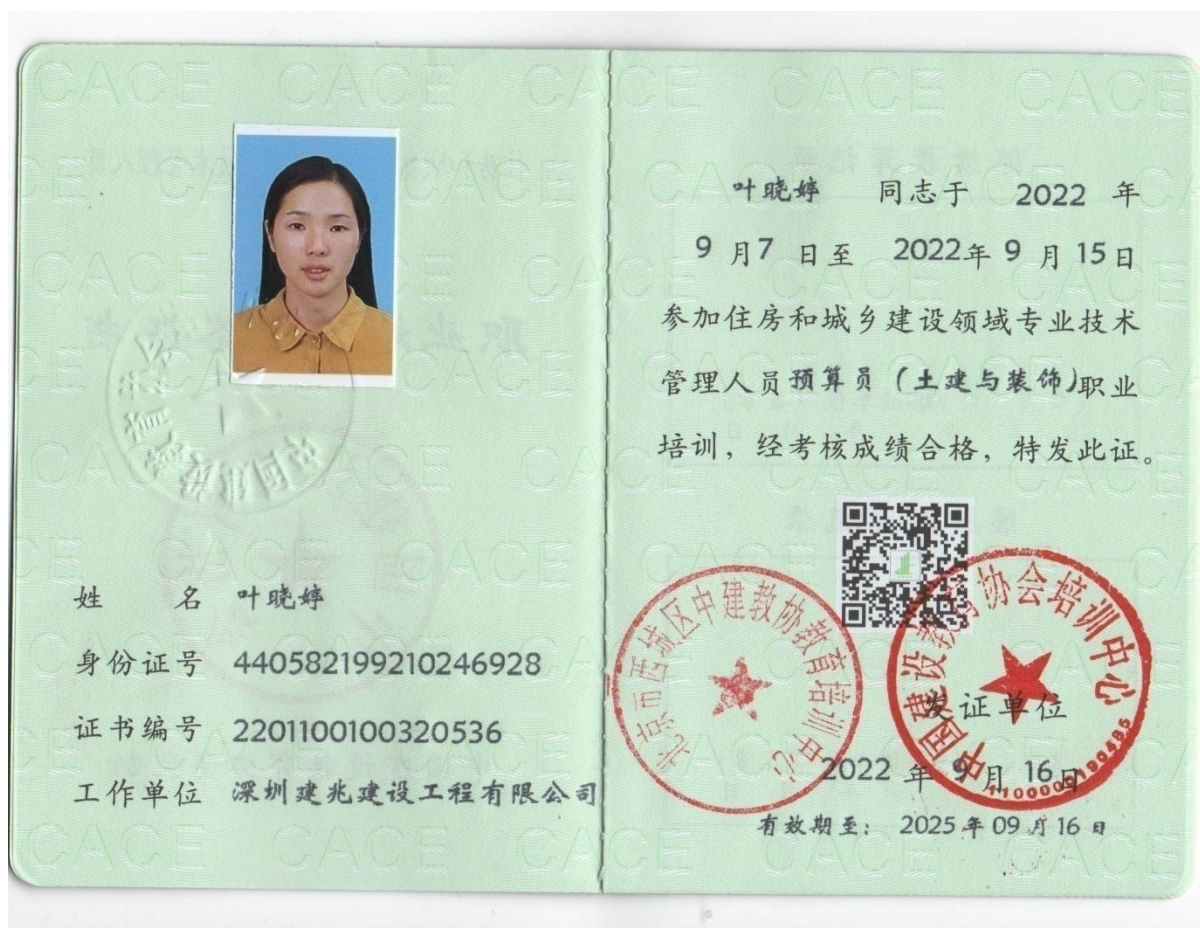 姓 名 叶晓婷
身份证号 440582199210246928
证书编号 2201100100320536
工作单位 深圳建兆建设工程有限公司
叶晓婷 同志于 2022 年
9 月 7 日至 2022年 9 月 15日
参加住房和城乡建设领域专业技术
管理人员预算员（土建与装饰)职业
培训，经考核成绩合格，特发此证。
北京市西城区中建教协教育培训中心
中国建设教育协会培训中心
发证单位
2022 年 9 月 16日
有效期至： 2025 年 09 月 16 日
CACE